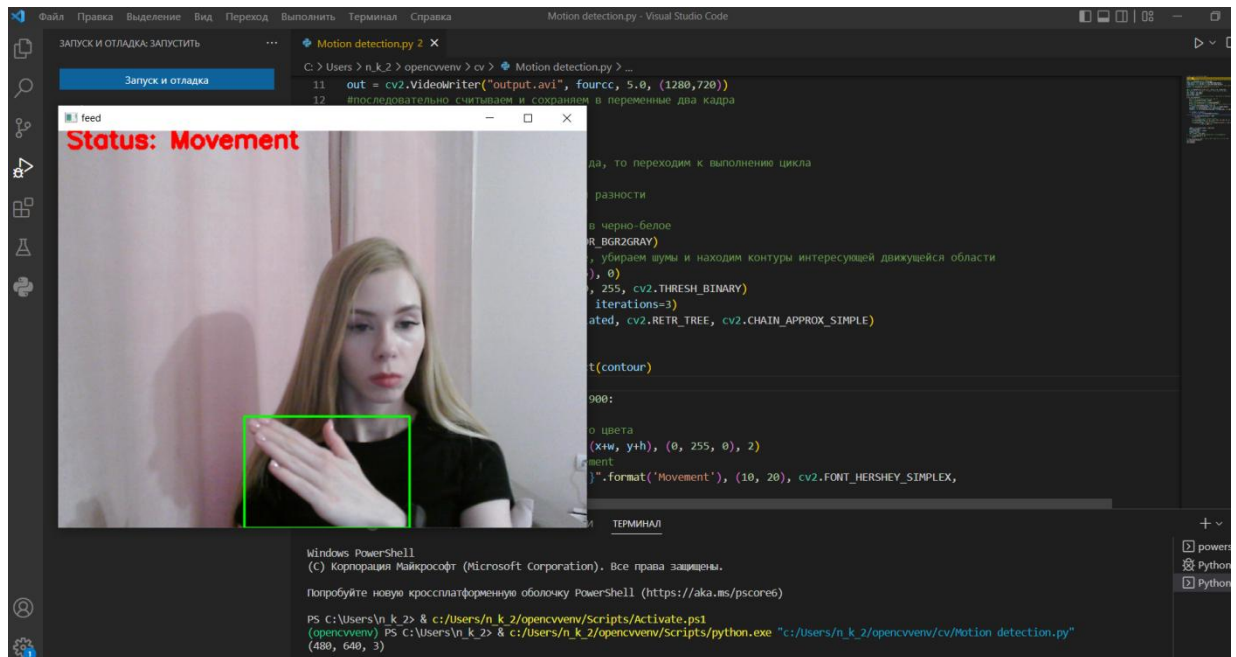 Файл Правка Выделение Вид Переход Выполнить Терминал Справка
Motion detection.py - Visual Studio Code
ЗАПУСК И ОТЛАДКА: ЗАПУСТИТЬ ...
Запуск и отладка
Motion detection.py 2
C: > Users > n_k_2 > opencvvenv > cv > Motion detection.py > ...
11 out = cv2.VideoWriter("output.avi", fourcc, 5.0, (1280,720))
12 #последовательно считываем и сохраняем в переменные два кадра
feed
Status: Movement
да, то переходим к выполнению цикла
разности
в черно-белое
R_BGR2GRAY)
, убираем шумы и находим контуры интересующей движущейся области
), 0)
, 255, cv2.THRESH_BINARY)
iterations=3)
ated, cv2.RETR_TREE, cv2.CHAIN_APPROX_SIMPLE)
t(contour)
900:
о цвета
(x+w, y+h), (0, 255, 0), 2)
ment
}".format('Movement'), (10, 20), cv2.FONT_HERSHEY_SIMPLEX,
И ТЕРМИНАЛ
Windows PowerShell
(C) Корпорация Майкрософт (Microsoft Corporation). Все права защищены.
Попробуйте новую кроссплатформенную оболочку PowerShell (https://aka.ms/pscore6)
PS C:\Users\n_k_2> & c:/Users/n_k_2/opencvvenv/Scripts/Activate.ps1
(opencvvenv) PS C:\Users\n_k_2> & c:/Users/n_k_2/opencvvenv/Scripts/python.exe "c:/Users/n_k_2/opencvvenv/cv/Motion detection.py"
(480, 640, 3)
powers
Python
Python
1